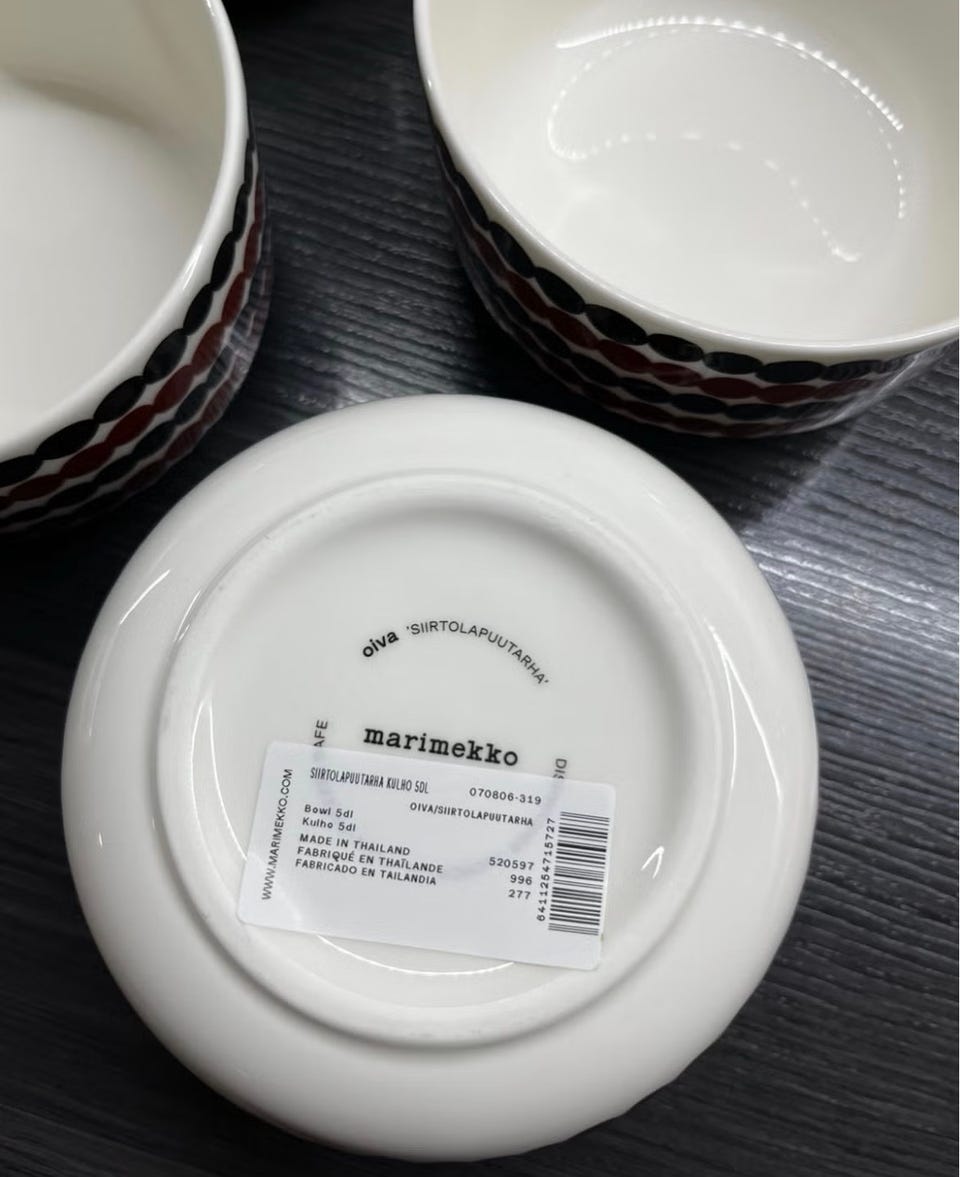 oiva 'SIIRTOLAPUUTARHA'
marimekko
WWW.MARIMEKKO.COM
SIIRTOLAPUUTARHA KULHO 5DL
070806-319
OIVA/SIIRTOLAPUUTARHA
Bowl 5dl
Kulho 5dl
MADE IN THAILAND
FABRIQUÉ EN THAÏLANDE
FABRICADO EN TAILANDIA
520597
996
277
6411254715727